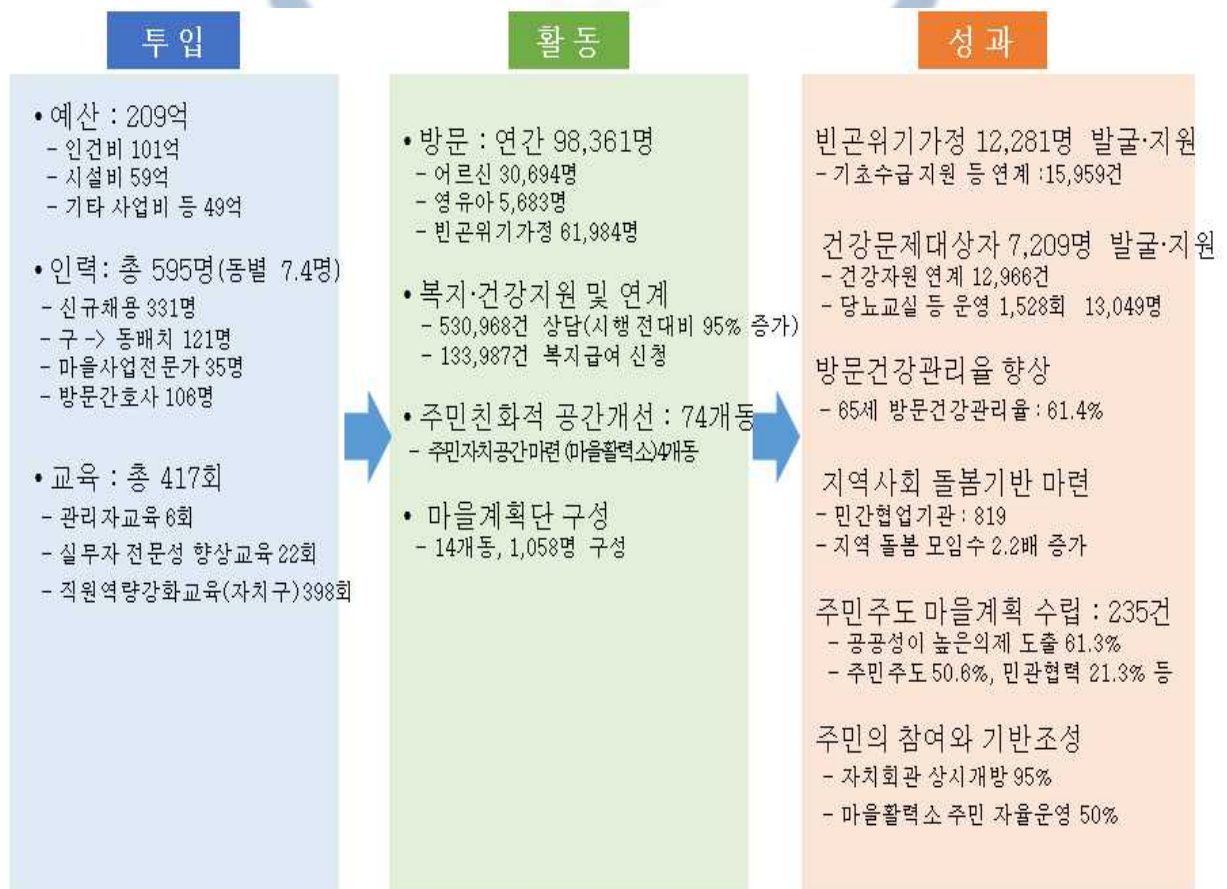 투 입
• 예산 : 209억
- 인건비 101억
- 시설비 59억
- 기타 사업비 등 49억
• 인력: 총 595명(동별 7.4명)
- 신규채용 331명
- 구 -> 동배치 121명
- 마을사업전문가 35명
- 방문간호사 106명
• 교육 : 총 417회
- 관리자교육 6회
- 실무자 전문성 향상교육 22회
- 직원역량강화교육(자치구) 398회
활 동
• 방문 : 연간 98,361명
- 어르신 30,694명
- 영유아 5,683명
- 빈곤위기가정 61,984명
• 복지·건강지원 및 연계
- 530,968건 상담(시행 전대비 95% 증가)
- 133,987건 복지급여 신청
• 주민친화적 공간개선 : 74개동
- 주민자치공간마련(마을활력소)4개동
• 마을계획단 구성
- 14개동, 1,058명 구성
성 과
빈곤위기가정 12,281명 발굴·지원
- 기초수급 지원 등 연계 :15,959건
건강문제대상자 7,209명 발굴·지원
- 건강자원 연계 12,966건
- 당뇨교실 등 운영 1,528회 13,049명
방문건강관리율 향상
- 65세 방문건강관리율 : 61.4%
지역사회 돌봄기반 마련
- 민간협업기관 : 819
- 지역 돌봄 모임수 2.2배 증가
주민주도 마을계획 수립 : 235건
- 공공성이 높은의제 도출 61.3%
- 주민주도 50.6%, 민관협력 21.3% 등
주민의 참여와 기반조성
- 자치회관 상시개방 95%
- 마을활력소 주민 자율운영 50%